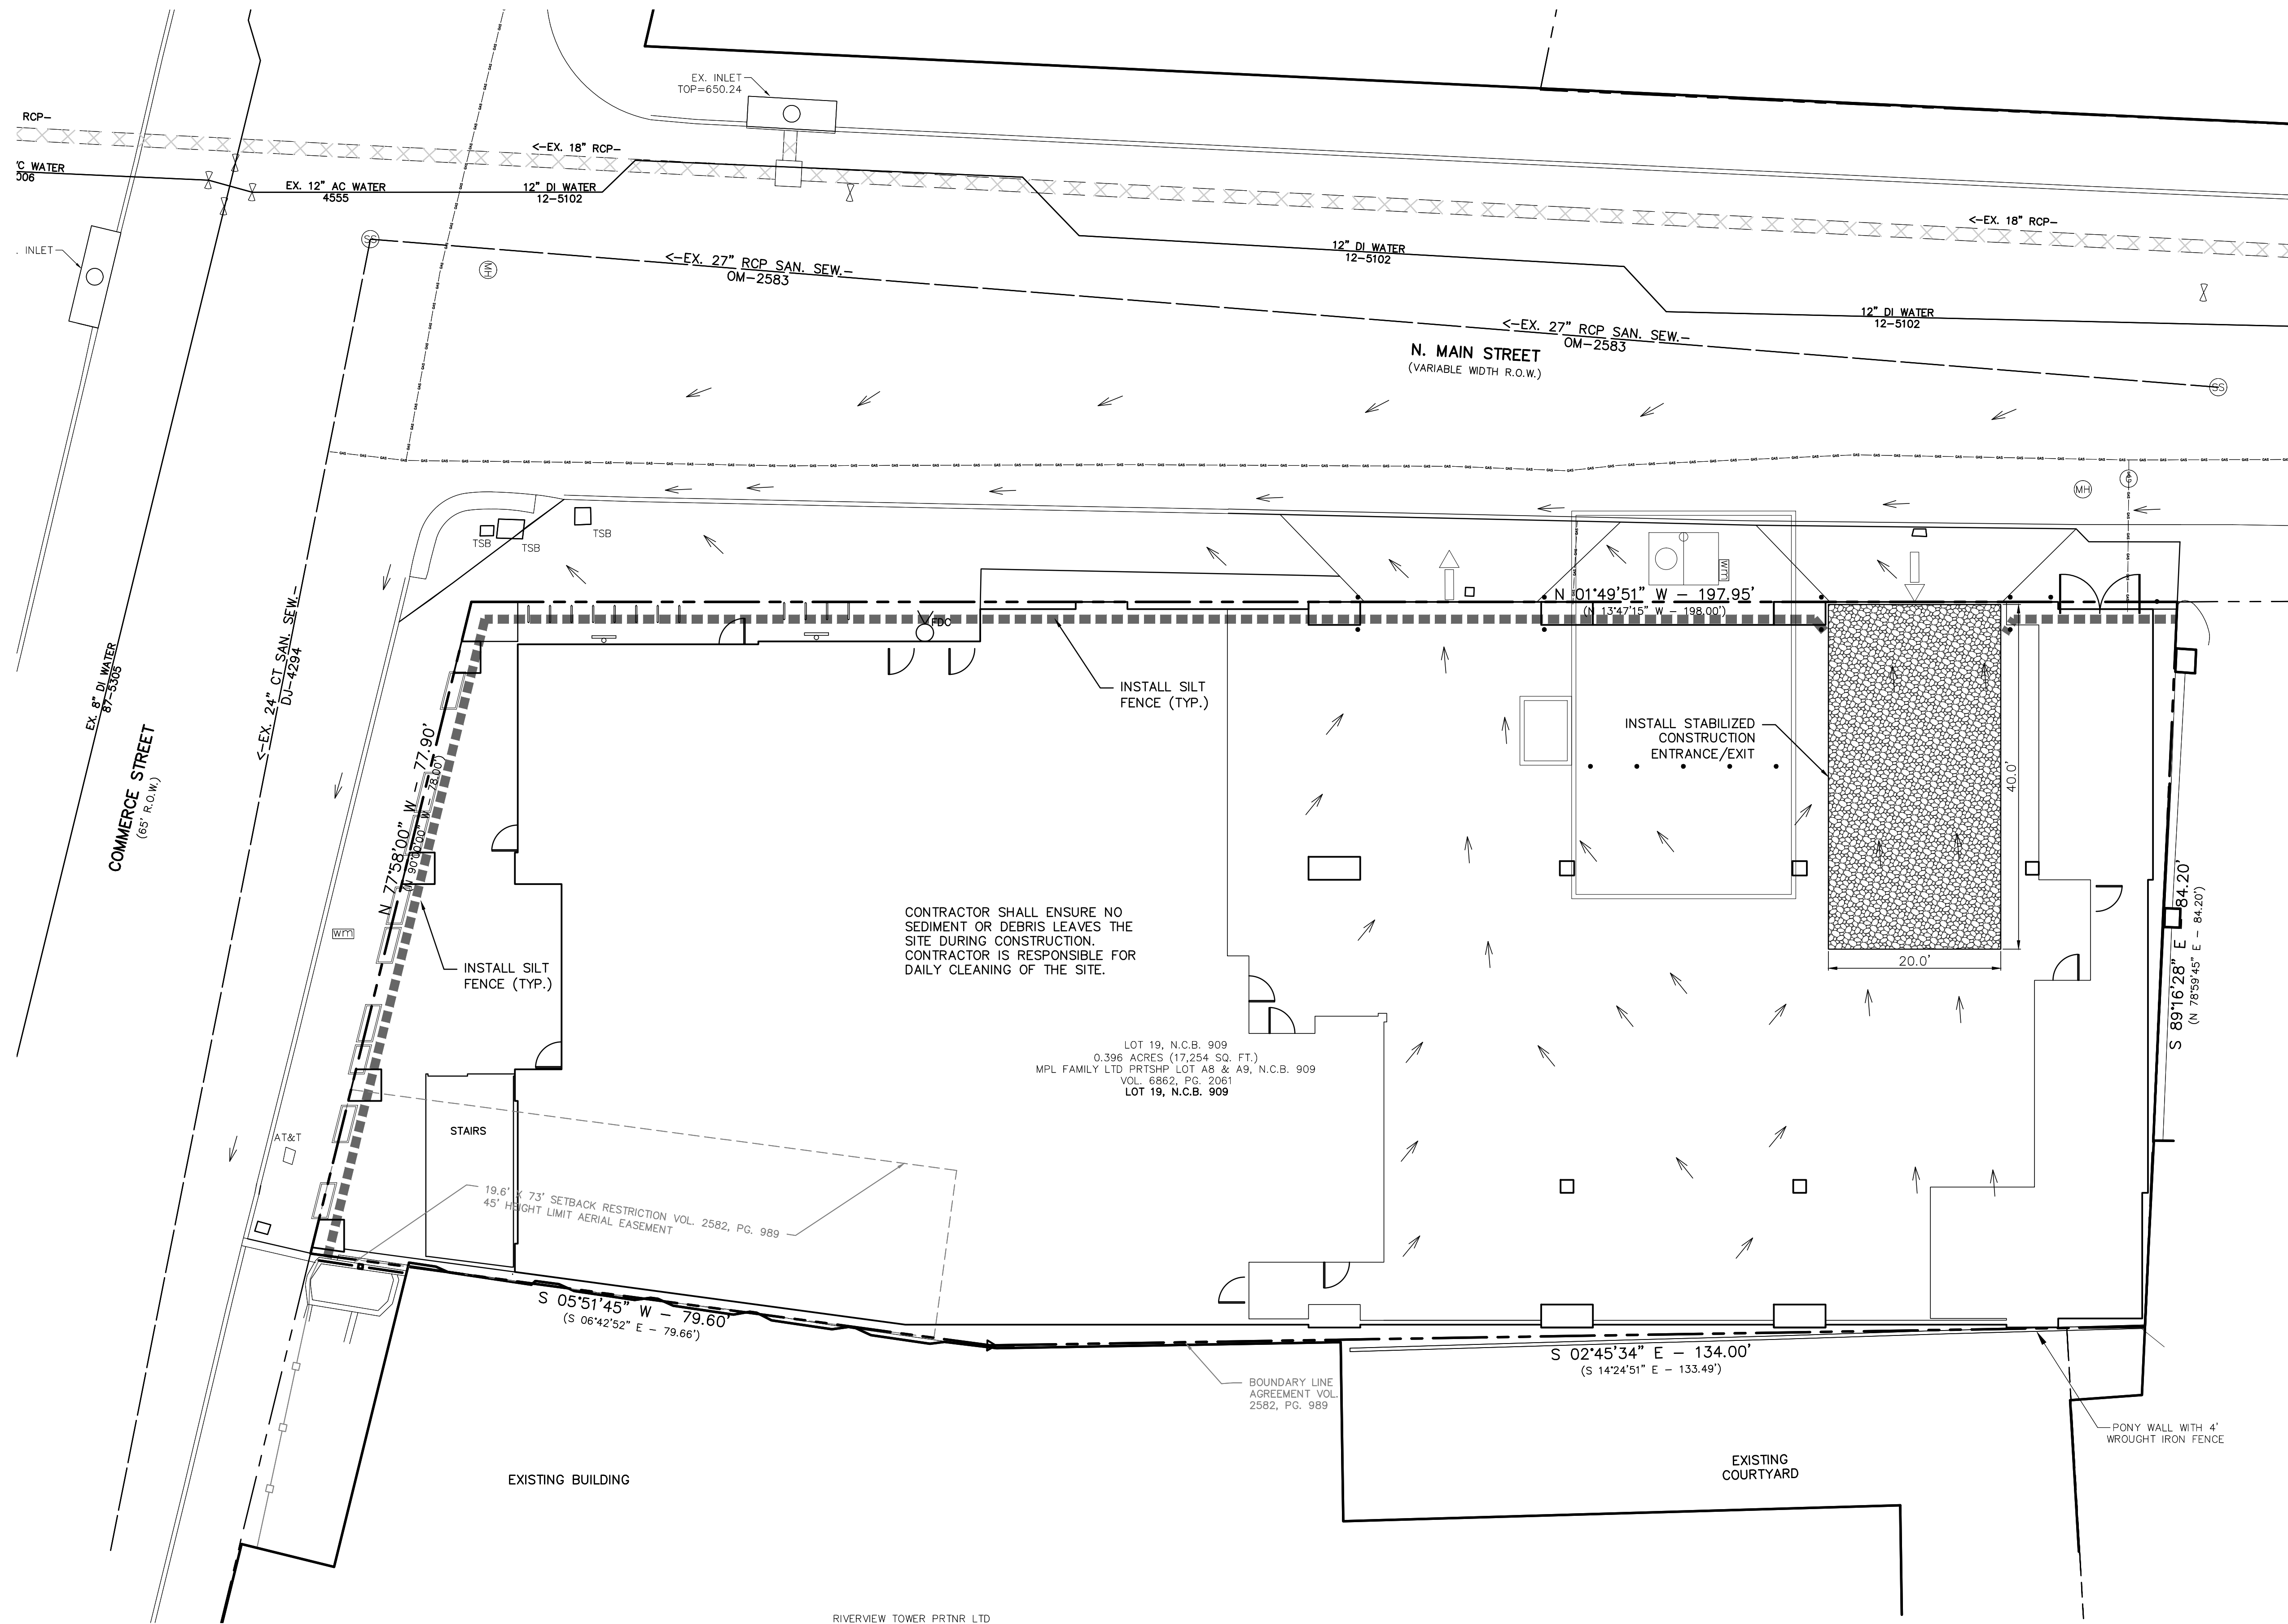 EX. INLET
TOP=650.24
RCP–
<–EX. 18" RCP–
'C WATER
EX. 12" AC WATER
4555
12" DI WATER
12–5102
<–EX. 18" RCP–
. INLET
<–EX. 27" RCP SAN. SEW.–
OM–2583
12" DI WATER
12–5102
12" DI WATER
12–5102
<–EX. 27" RCP SAN. SEW.–
OM–2583
N. MAIN STREET
(VARIABLE WIDTH R.O.W.)
SS
MH
SS
MH
TSB
TSB
TSB
wm
N 01°49'51" W – 197.95'
(N 13°47'15" W – 198.00')
FDC
INSTALL SILT
FENCE (TYP.)
INSTALL STABILIZED
CONSTRUCTION
ENTRANCE/EXIT
40.0'
20.0'
EX. 8" DI WATER
87–5305
<–EX. 24" CT SAN. SEW.–
DJ–4294
COMMERCE STREET
(65' R.O.W.)
N 77°58'00" W – 77.90'
(N 90°00'00" W – 78.00')
wm
INSTALL SILT
FENCE (TYP.)
CONTRACTOR SHALL ENSURE NO
SEDIMENT OR DEBRIS LEAVES THE
SITE DURING CONSTRUCTION.
CONTRACTOR IS RESPONSIBLE FOR
DAILY CLEANING OF THE SITE.
S 89°16'28" E – 84.20'
(N 78°59'45" E – 84.20')
LOT 19, N.C.B. 909
0.396 ACRES (17,254 SQ. FT.)
MPL FAMILY LTD PRTSHP LOT A8 & A9, N.C.B. 909
VOL. 6862, PG. 2061
LOT 19, N.C.B. 909
STAIRS
AT&T
19.6' X 73' SETBACK RESTRICTION VOL. 2582, PG. 989
45' HEIGHT LIMIT AERIAL EASEMENT
S 05°51'45" W – 79.60'
(S 06°42'52" E – 79.66')
S 02°45'34" E – 134.00'
(S 14°24'51" E – 133.49')
BOUNDARY LINE
AGREEMENT VOL.
2582, PG. 989
PONY WALL WITH 4'
WROUGHT IRON FENCE
EXISTING BUILDING
EXISTING
COURTYARD
RIVERVIEW TOWER PRTNR LTD